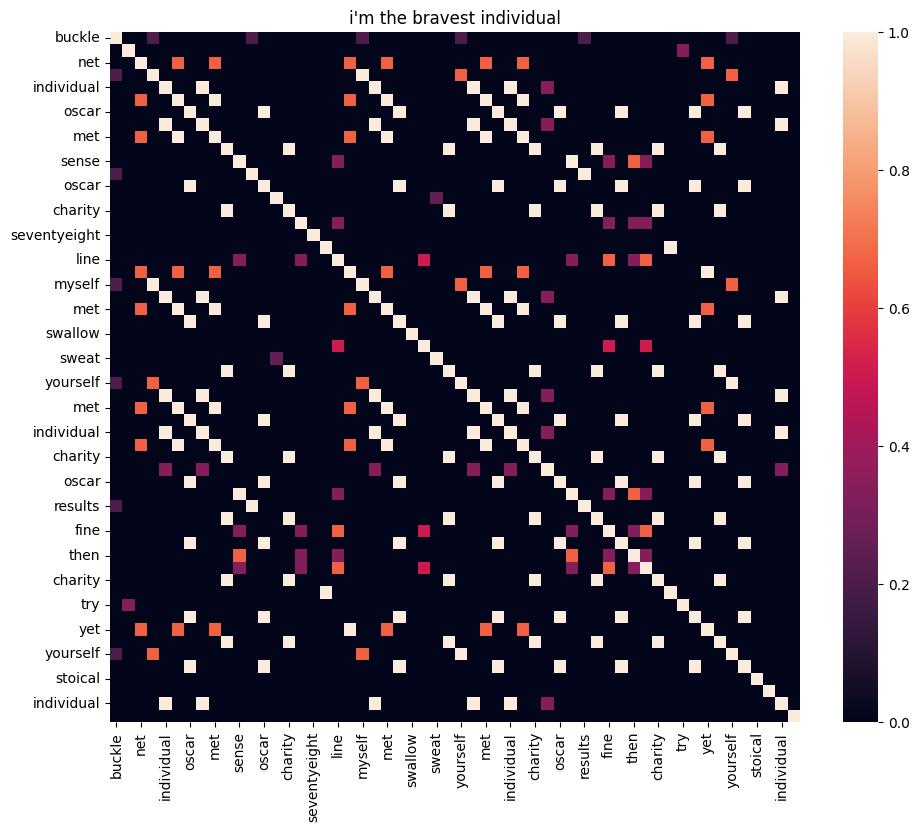 i'm the bravest individual
buckle
net
individual
oscar
met
sense
oscar
charity
seventyeight
line
myself
met
swallow
sweat
yourself
met
individual
charity
oscar
results
fine
then
charity
try
yet
yourself
stoical
individual
1.0
0.8
0.6
0.4
0.2
0.0
buckle
net
individual
oscar
met
sense
oscar
charity
seventyeight
line
myself
met
swallow
sweat
yourself
met
individual
charity
oscar
results
fine
then
charity
try
yet
yourself
stoical
individual